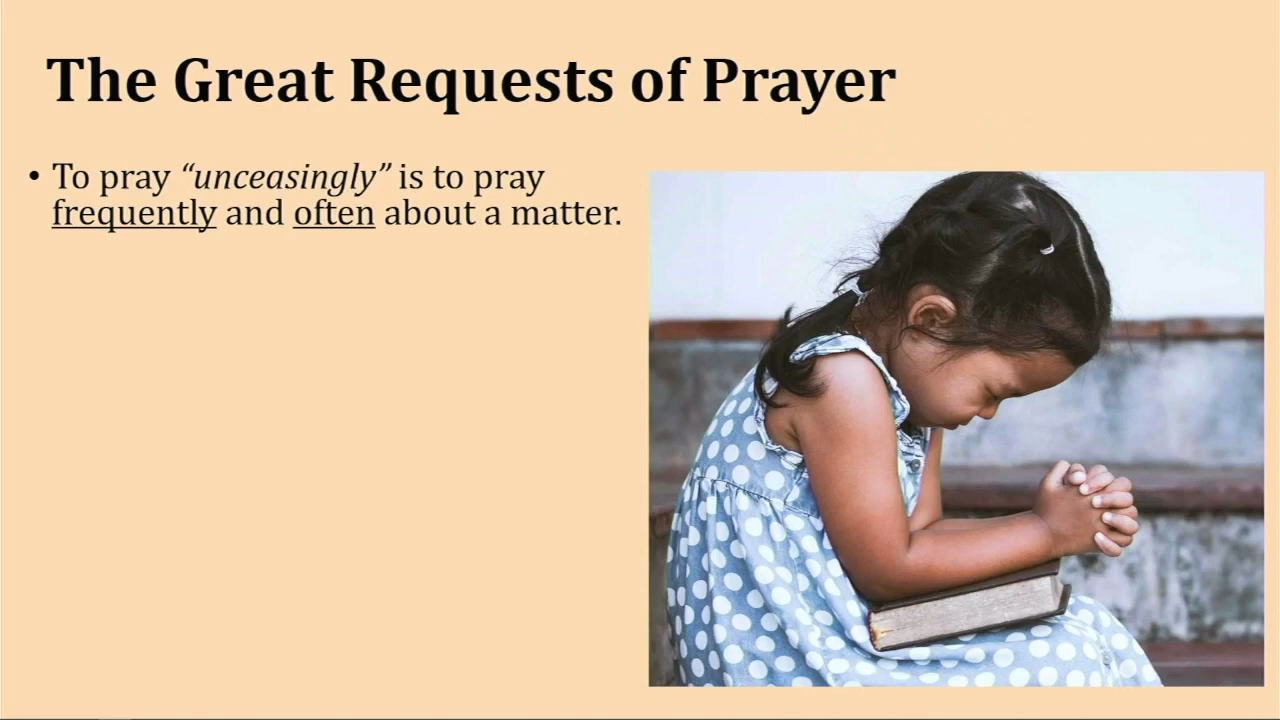 The Great Requests of Prayer
• To pray “unceasingly” is to pray
frequently and often about a matter.